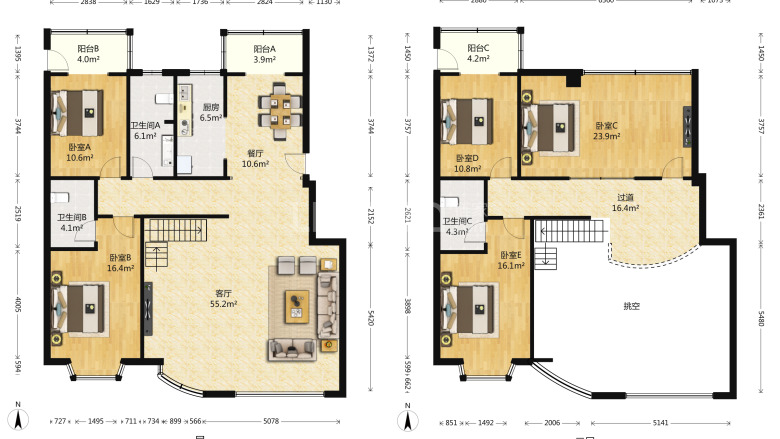 2838 1629 1736 2824 1130
1395
3744
2519
4005
594
1372
3744
2152
5420
阳台B
4.0m²
阳台A
3.9m²
厨房
6.5m²
卫生间A
6.1m²
卧室A
10.6m²
餐厅
10.6m²
卫生间B
4.1m²
卧室B
16.4m²
客厅
55.2m²
N
727 1495 711 734 899 566 5078
1450
3757
2621
3898
599
662
1450
3757
2361
5480
阳台C
4.2m²
卧室C
23.9m²
卧室D
10.8m²
过道
16.4m²
卫生间C
4.3m²
卧室E
16.1m²
挑空
N
851 1492 2006 5141